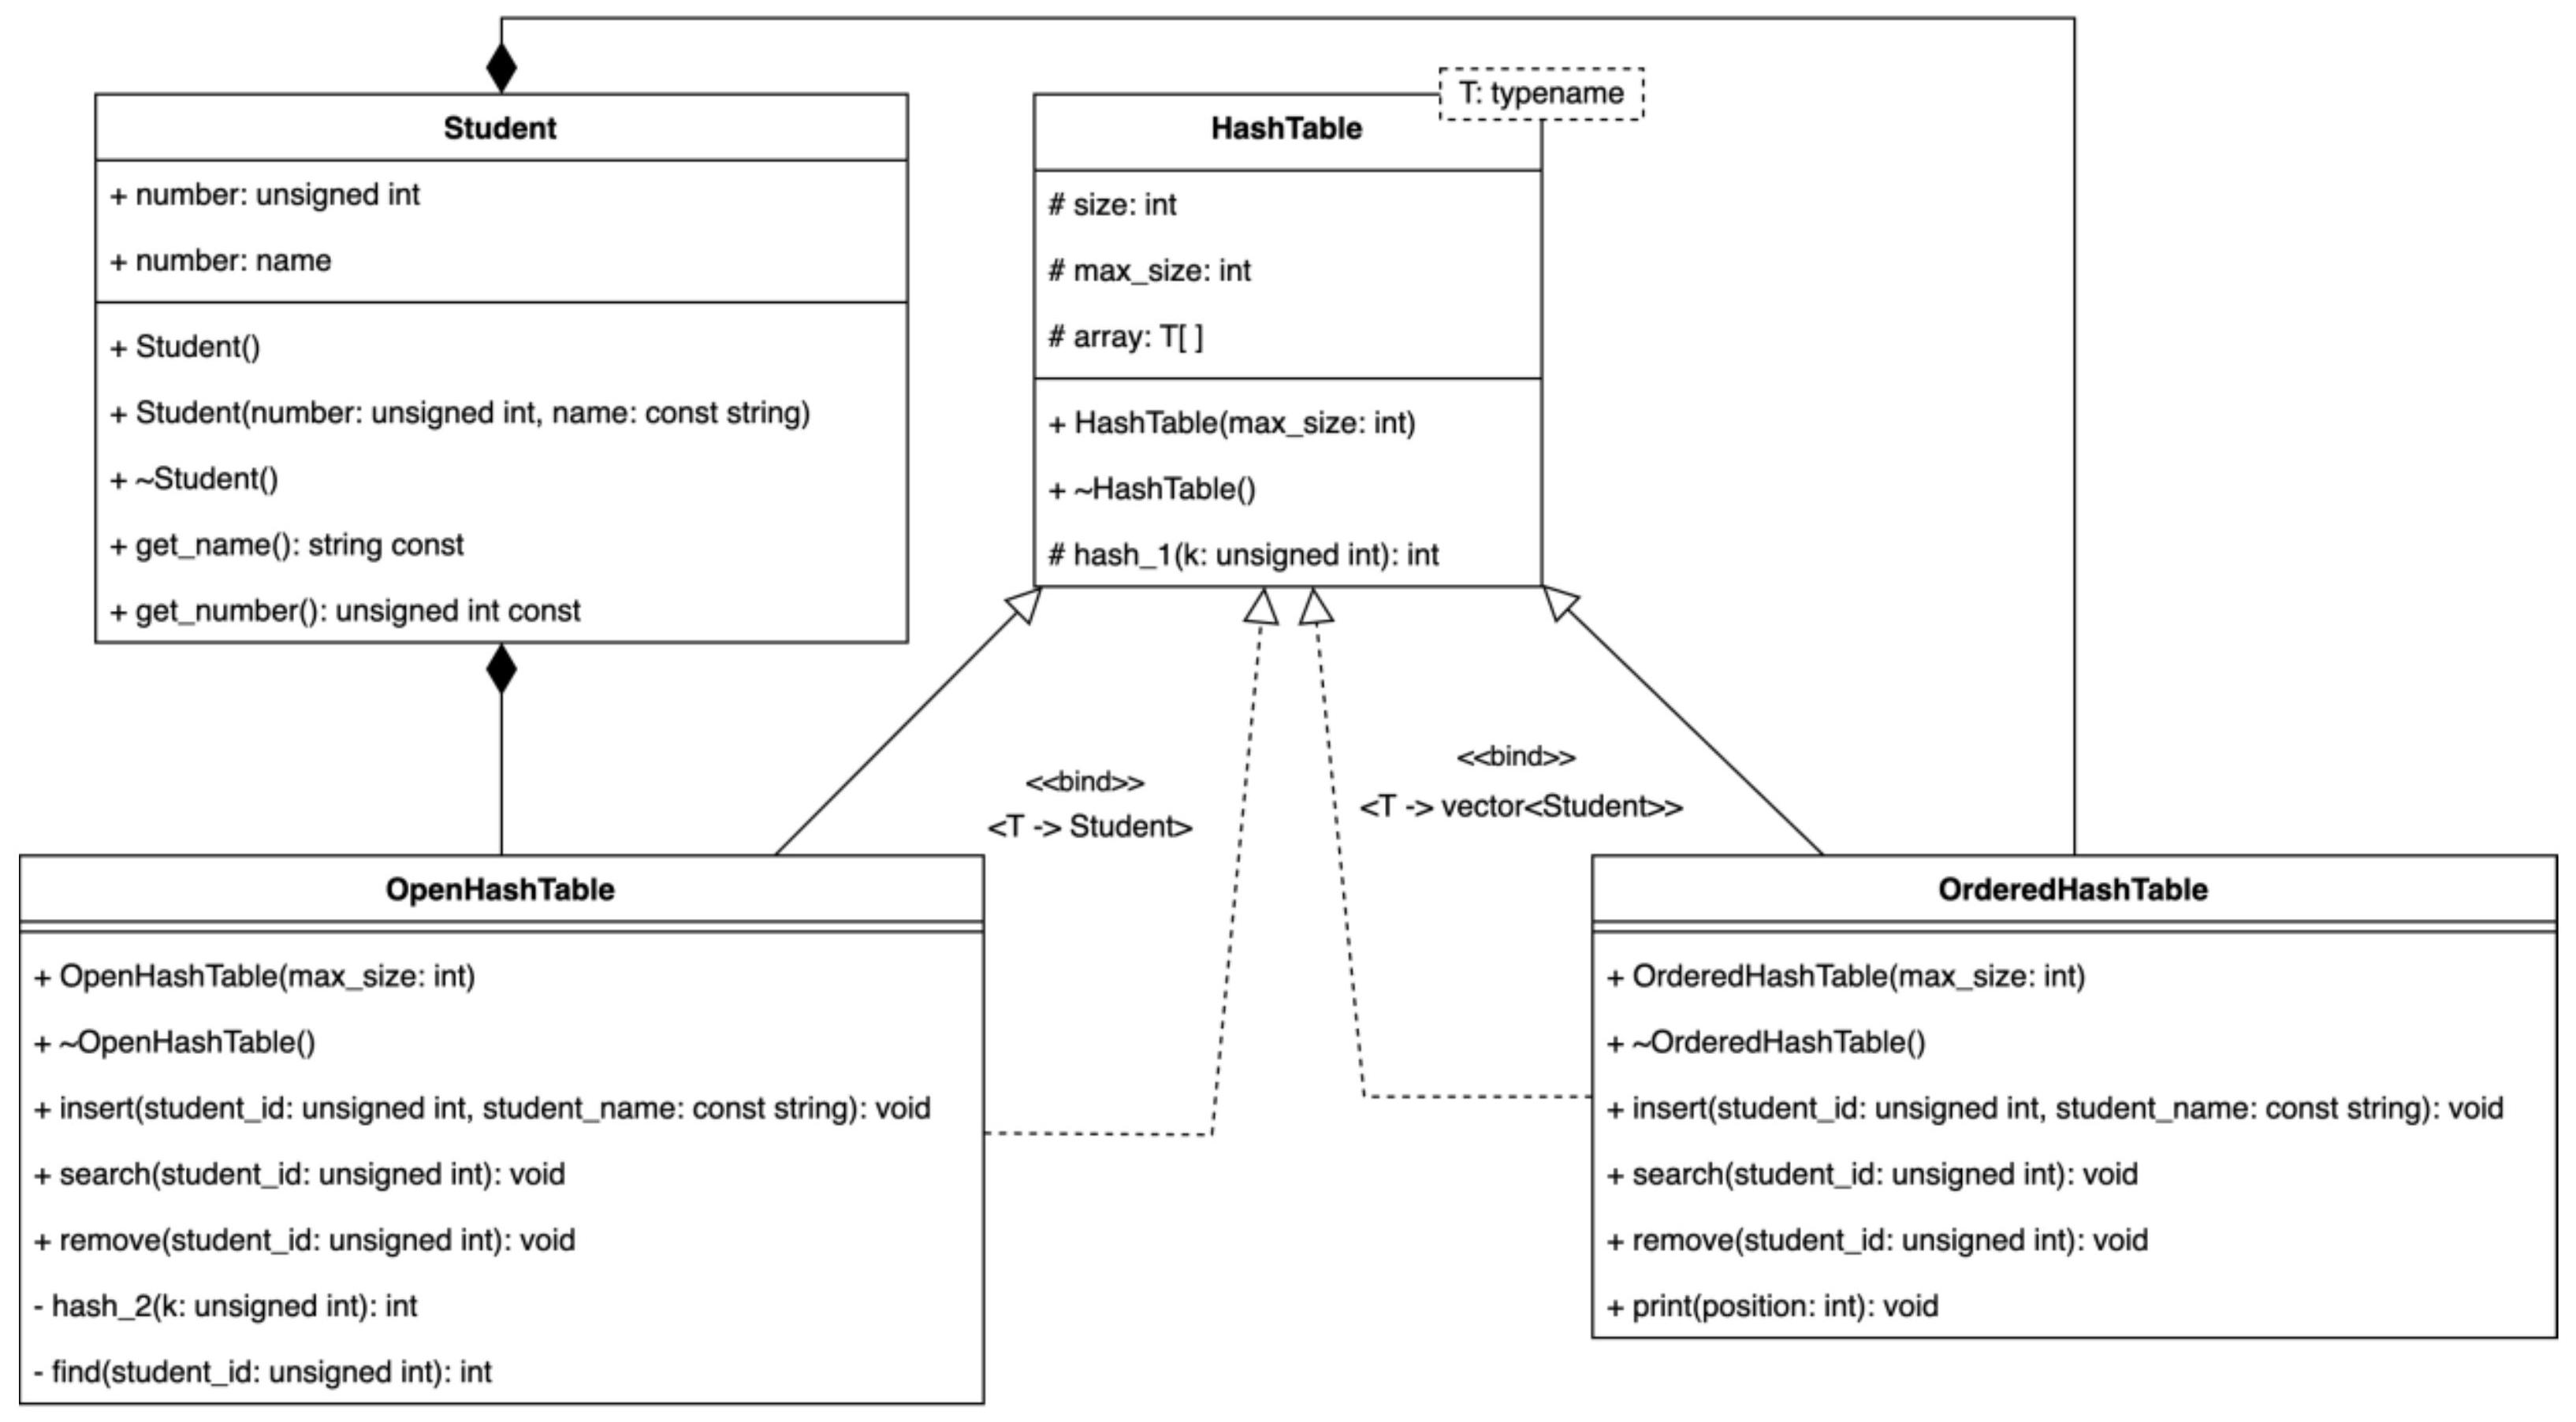 Student
+ number: unsigned int
+ number: name
+ Student()
+ Student(number: unsigned int, name: const string)
+ ~Student()
+ get_name(): string const
+ get_number(): unsigned int const
T: typename
HashTable
# size: int
# max_size: int
# array: T[ ]
+ HashTable(max_size: int)
+ ~HashTable()
# hash_1(k: unsigned int): int
<<bind>>
<T -> Student>
<<bind>>
<T -> vector<Student>>
OpenHashTable
+ OpenHashTable(max_size: int)
+ ~OpenHashTable()
+ insert(student_id: unsigned int, student_name: const string): void
+ search(student_id: unsigned int): void
+ remove(student_id: unsigned int): void
- hash_2(k: unsigned int): int
- find(student_id: unsigned int): int
OrderedHashTable
+ OrderedHashTable(max_size: int)
+ ~OrderedHashTable()
+ insert(student_id: unsigned int, student_name: const string): void
+ search(student_id: unsigned int): void
+ remove(student_id: unsigned int): void
+ print(position: int): void